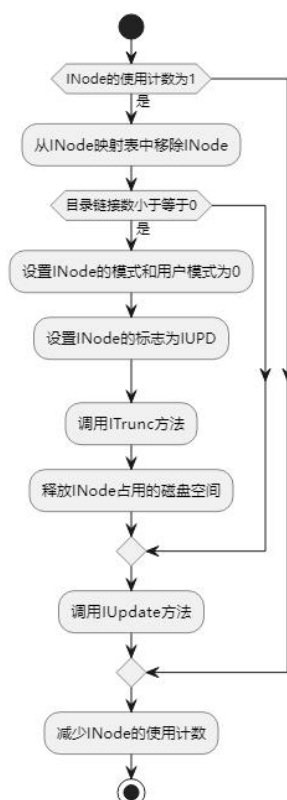 INode的使用计数为1
是
从INode映射表中移除INode
目录链接数小于等于0
是
设置INode的模式和用户模式为0
设置INode的标志为IUPD
调用ITrunc方法
释放INode占用的磁盘空间
调用IUpdate方法
减少INode的使用计数